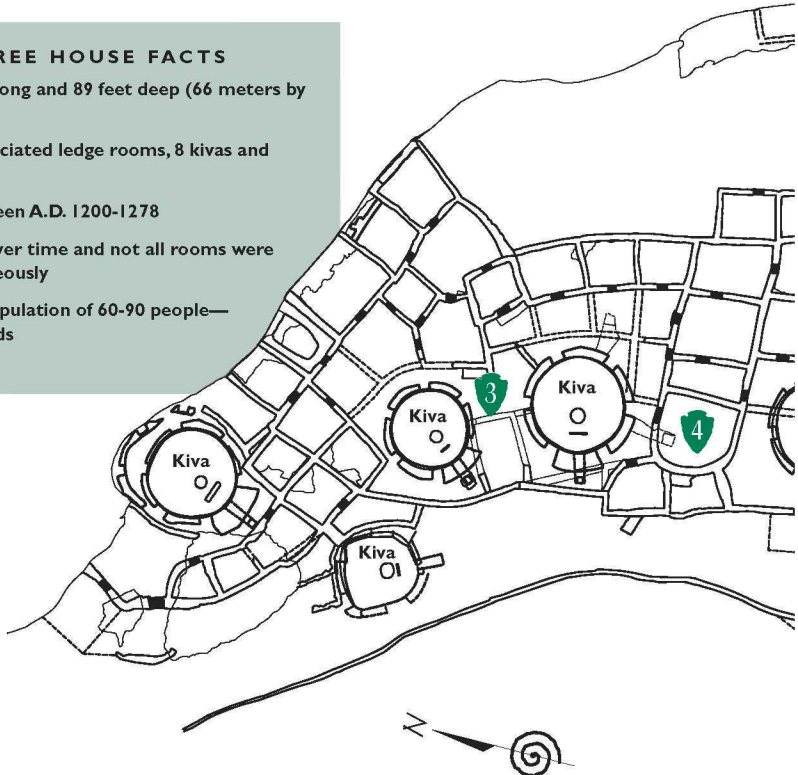 REE HOUSE FACTS
ong and 89 feet deep (66 meters by
ciated ledge rooms, 8 kivas and
een A.D. 1200-1278
ver time and not all rooms were
eously
pulation of 60-90 people—
ds
3
Kiva
Kiva
4
Kiva
Kiva
N